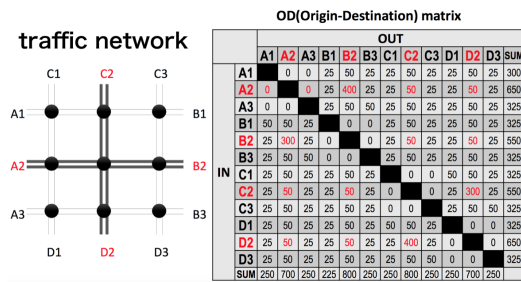 OD(Origin-Destination) matrix
traffic network
C1 C2 C3
A1 B1
A2 B2
A3 B3
D1 D2 D3
OUT
A1 A2 A3 B1 B2 B3 C1 C2 C3 D1 D2 D3 SUM
IN
A1 0 0 25 50 25 25 50 25 25 50 25 300
A2 0 0 25 400 25 25 50 25 25 50 25 650
A3 0 0 25 50 50 25 50 25 25 50 25 325
B1 50 50 25 0 0 25 50 25 25 50 25 325
B2 25 300 25 0 0 25 50 25 25 50 25 550
B3 25 50 50 0 0 25 50 25 25 50 25 325
C1 25 50 25 25 50 25 0 0 50 50 25 325
C2 25 50 25 25 50 25 0 0 25 300 25 550
C3 25 50 25 25 50 25 0 0 25 50 50 325
D1 25 50 25 25 50 25 50 50 25 0 0 325
D2 25 50 25 25 50 25 25 400 25 0 0 650
D3 25 50 25 25 50 25 25 50 50 0 0 325
SUM 250 700 250 225 800 250 250 800 250 250 700 250